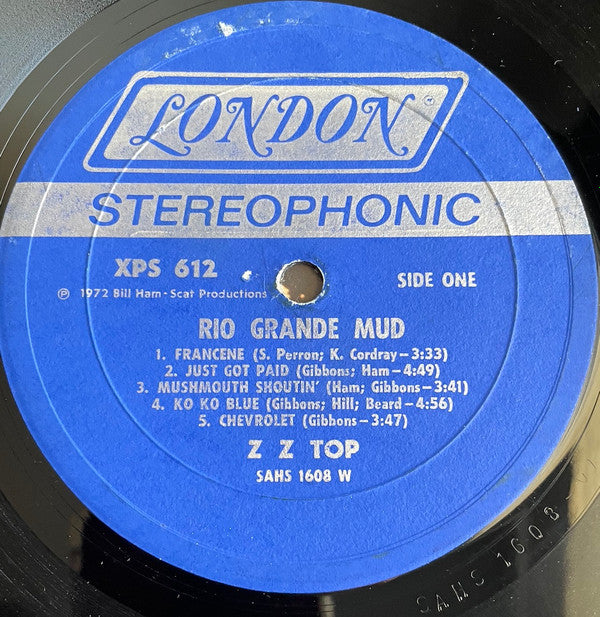 LONDON ®
STEREOPHONIC
XPS 612
SIDE ONE
℗ 1972 Bill Ham-Scat Productions
RIO GRANDE MUD
1. FRANCENE (S. Perron; K. Cordray–3:33)
2. JUST GOT PAID (Gibbons; Ham–4:49)
3. MUSHMOUTH SHOUTIN' (Ham; Gibbons–3:41)
4. KO KO BLUE (Gibbons; Hill; Beard–4:56)
5. CHEVROLET (Gibbons–3:47)
Z Z TOP
SAHS 1608 W
SAHS 1608